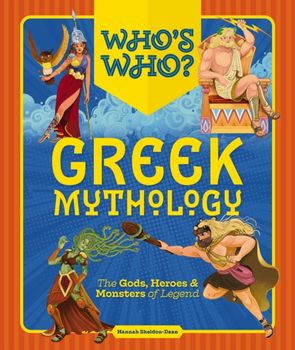 WHO'S
WHO?
GREEK
MYTHOLOGY
The Gods, Heroes &
Monsters of Legend
Hannah Sheldon-Dean